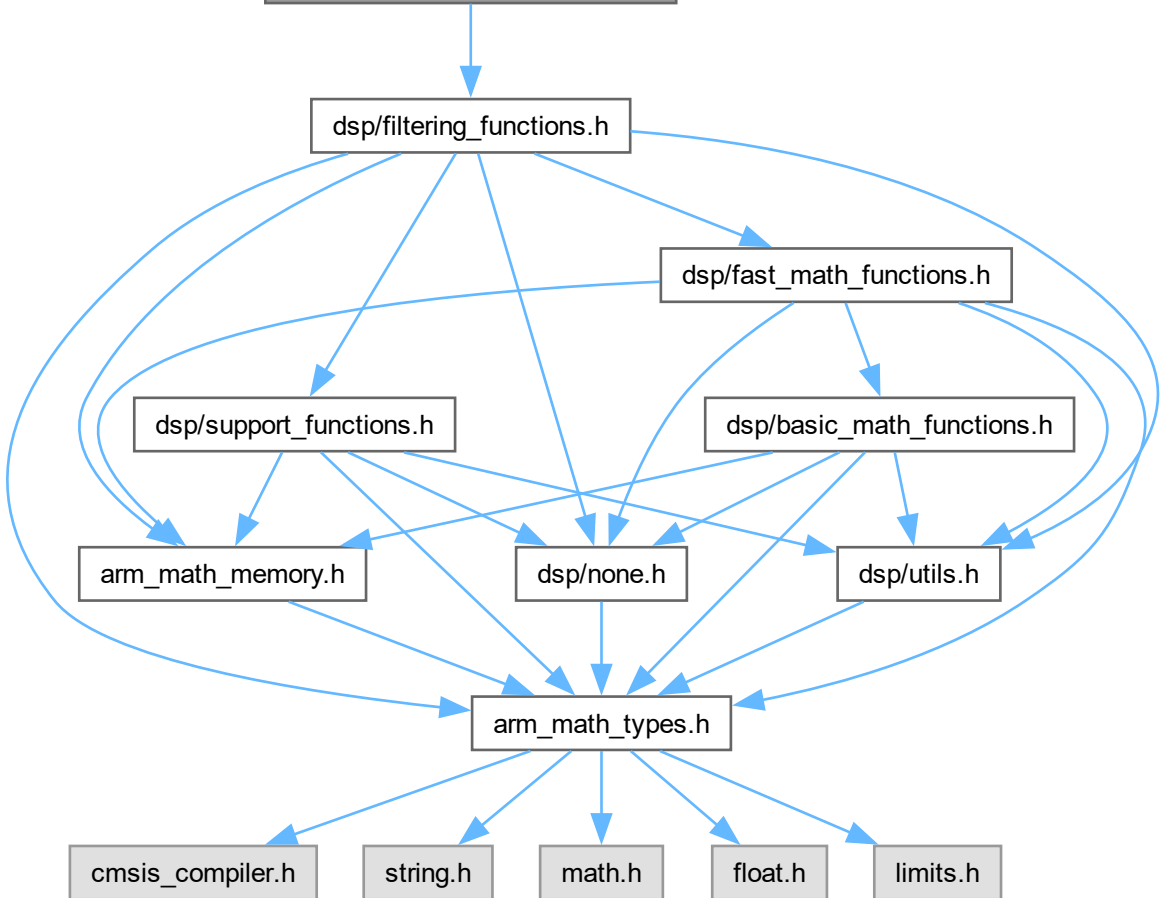 dsp/filtering_functions.h
dsp/fast_math_functions.h
dsp/support_functions.h
dsp/basic_math_functions.h
arm_math_memory.h
dsp/none.h
dsp/utils.h
arm_math_types.h
cmsis_compiler.h
string.h
math.h
float.h
limits.h